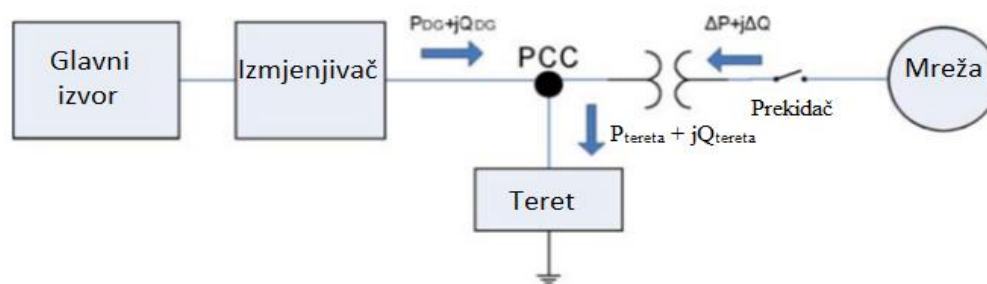 Glavni
izvor
Izmjenjivač
PDG+jQDG
PCC
ΔP+jΔQ
Mreža
Prekidač
Ptereta + jQtereta
Teret